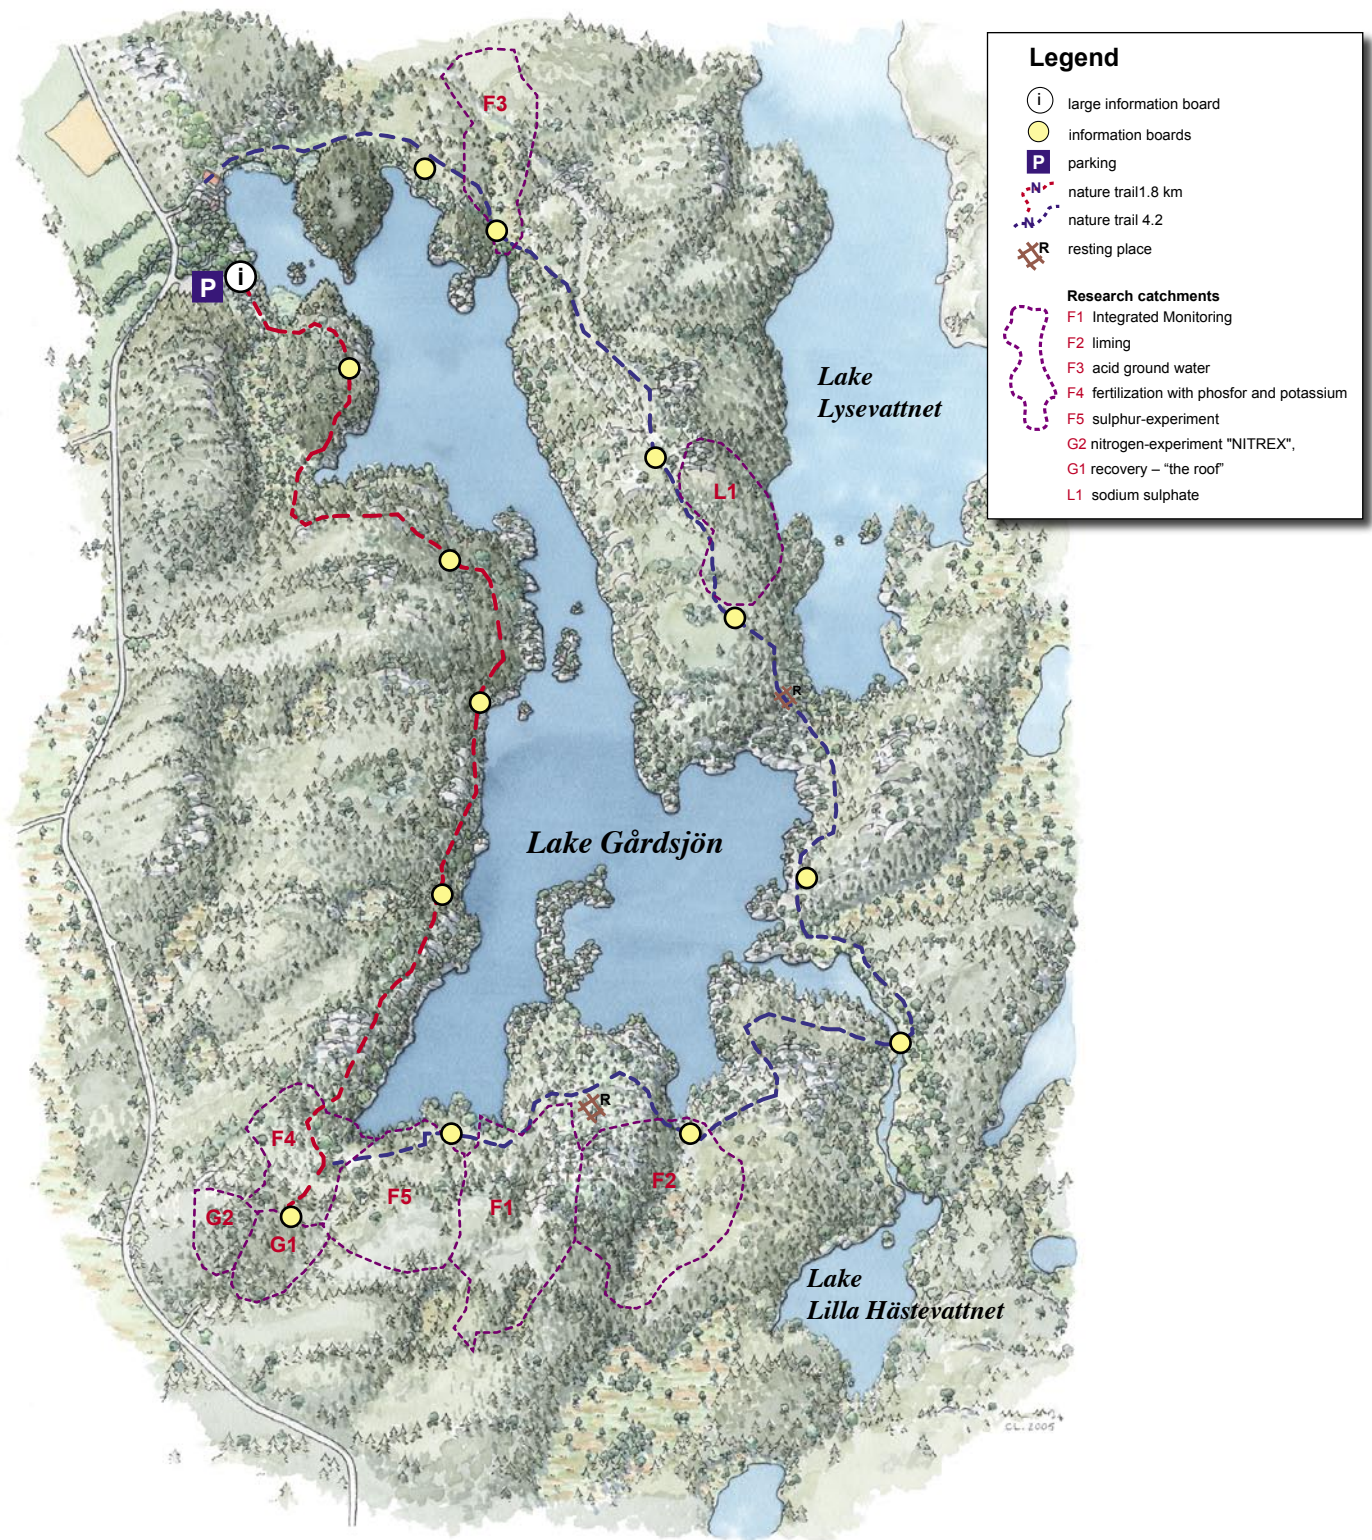 Legend
i large information board
information boards
P parking
N nature trail1.8 km
N nature trail 4.2
R resting place
Research catchments
F1 Integrated Monitoring
F2 liming
F3 acid ground water
F4 fertilization with phosfor and potassium
F5 sulphur-experiment
G2 nitrogen-experiment "NITREX",
G1 recovery – “the roof”
L1 sodium sulphate
F3
P
i
Lake
Lysevattnet
L1
R
Lake Gårdsjön
R
F4
F5
F1
F2
G2
G1
Lake
Lilla Hästevattnet
CL. 2005